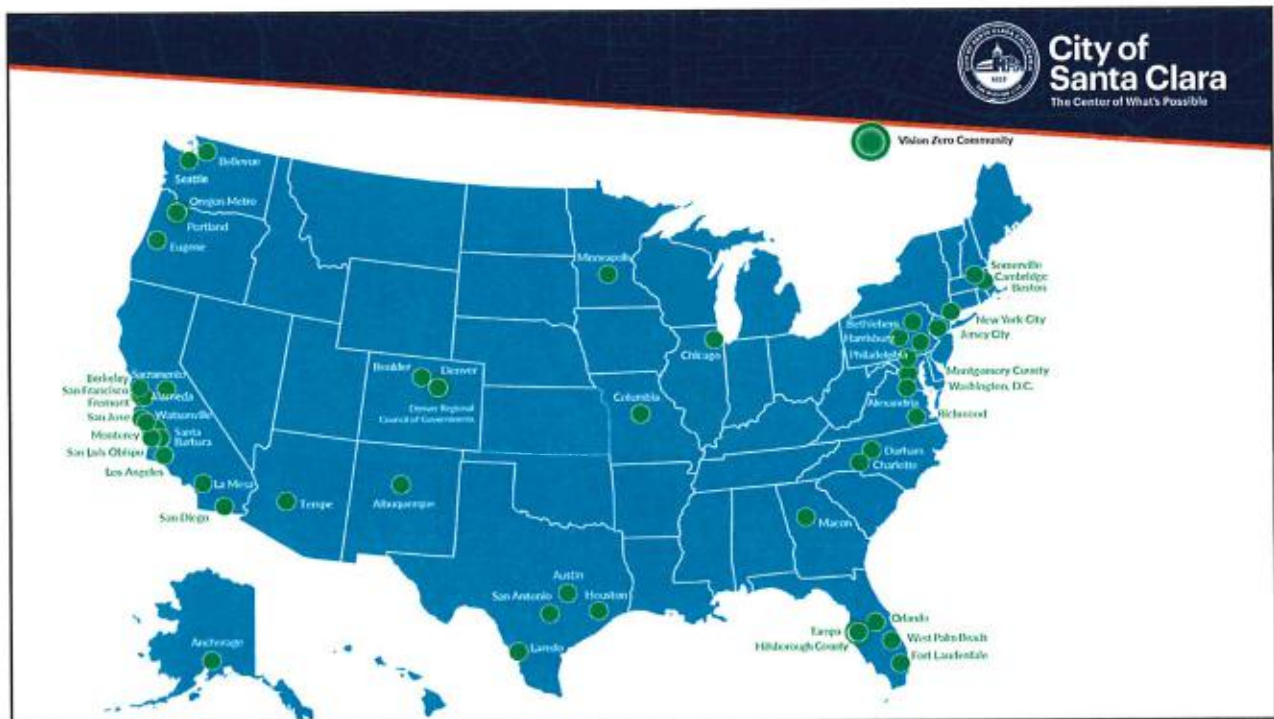 City of
Santa Clara
The Center of What's Possible
Vision Zero Community
Bellevue
Seattle
Oregon Metro
Portland
Eugene
Minneapolis
Somerville
Cambridge
Boston
New York City
Jersey City
Bethlehem
Harrisburg
Philadelphia
Montgomery County
Washington, D.C.
Alexandria
Richmond
Chicago
Boulder
Denver
Denver Regional
Council of Governments
Columbia
Berkeley
Sacramento
San Francisco
Alameda
Fremont
San Jose
Watsonville
Monterey
Santa
Barbara
San Luis Obispo
Los Angeles
La Mesa
San Diego
Tempe
Albuquerque
Durham
Charlotte
Macon
Austin
San Antonio
Houston
Laredo
Orlando
Tampa
West Palm Beach
Hillsborough County
Fort Lauderdale
Anchorage